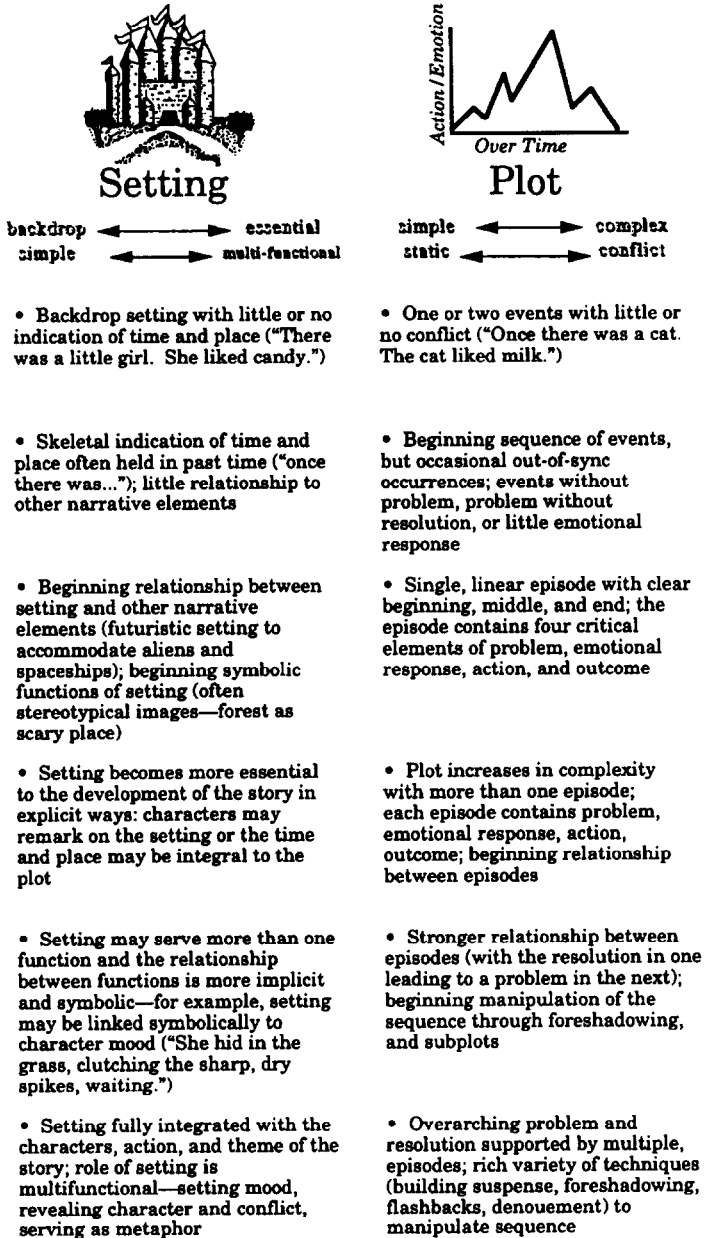 Action / Emotion
Over Time
Setting
backdrop essential
simple multi-functional
• Backdrop setting with little or no
indication of time and place ("There
was a little girl. She liked candy.")
• Skeletal indication of time and
place often held in past time ("once
there was..."); little relationship to
other narrative elements
• Beginning relationship between
setting and other narrative
elements (futuristic setting to
accommodate aliens and
spaceships); beginning symbolic
functions of setting (often
stereotypical images—forest as
scary place)
• Setting becomes more essential
to the development of the story in
explicit ways: characters may
remark on the setting or the time
and place may be integral to the
plot
• Setting may serve more than one
function and the relationship
between functions is more implicit
and symbolic—for example, setting
may be linked symbolically to
character mood ("She hid in the
grass, clutching the sharp, dry
spikes, waiting.")
• Setting fully integrated with the
characters, action, and theme of the
story; role of setting is
multifunctional—setting mood,
revealing character and conflict,
serving as metaphor
Plot
simple complex
static conflict
• One or two events with little or
no conflict ("Once there was a cat.
The cat liked milk.")
• Beginning sequence of events,
but occasional out-of-sync
occurrences; events without
problem, problem without
resolution, or little emotional
response
• Single, linear episode with clear
beginning, middle, and end; the
episode contains four critical
elements of problem, emotional
response, action, and outcome
• Plot increases in complexity
with more than one episode;
each episode contains problem,
emotional response, action,
outcome; beginning relationship
between episodes
• Stronger relationship between
episodes (with the resolution in one
leading to a problem in the next);
beginning manipulation of the
sequence through foreshadowing,
and subplots
• Overarching problem and
resolution supported by multiple,
episodes; rich variety of techniques
(building suspense, foreshadowing,
flashbacks, denouement) to
manipulate sequence